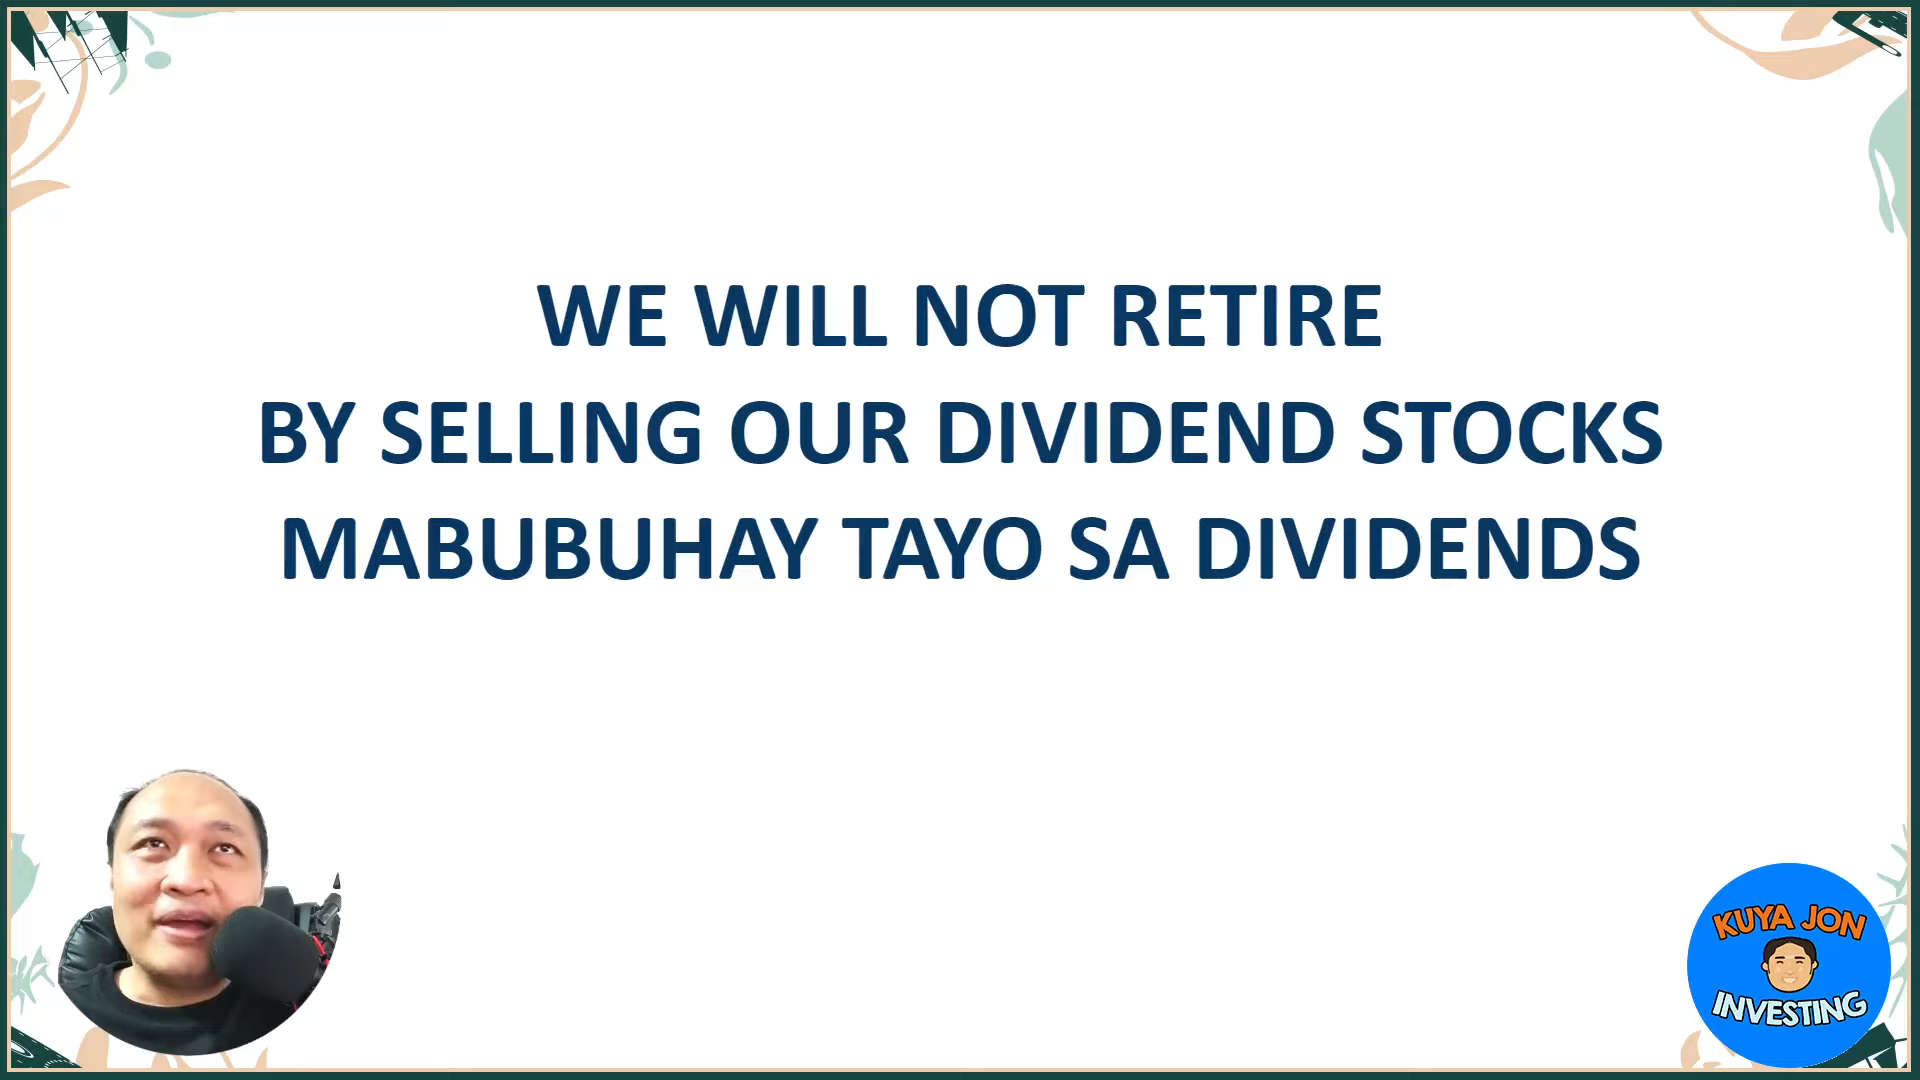 WE WILL NOT RETIRE
BY SELLING OUR DIVIDEND STOCKS
MABUBUHAY TAYO SA DIVIDENDS
KUYA JON
INVESTING